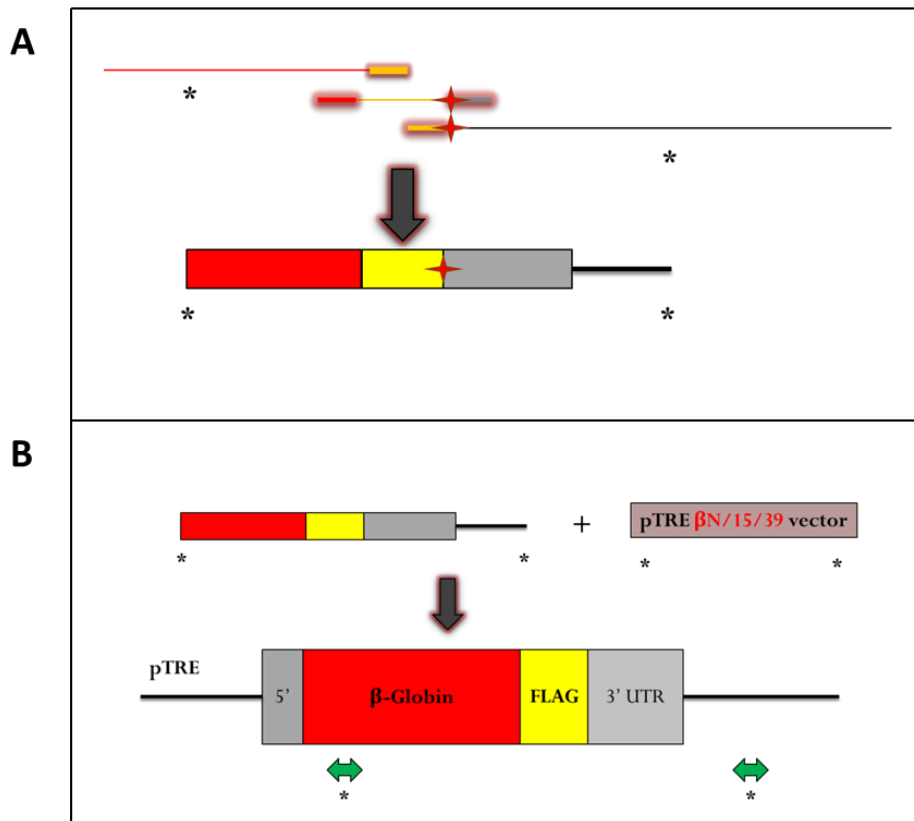 A
*
*
*
*
B
+
pTRE βN/15/39 vector
*
*
*
*
pTRE
5'
β-Globin
FLAG
3' UTR
*
*